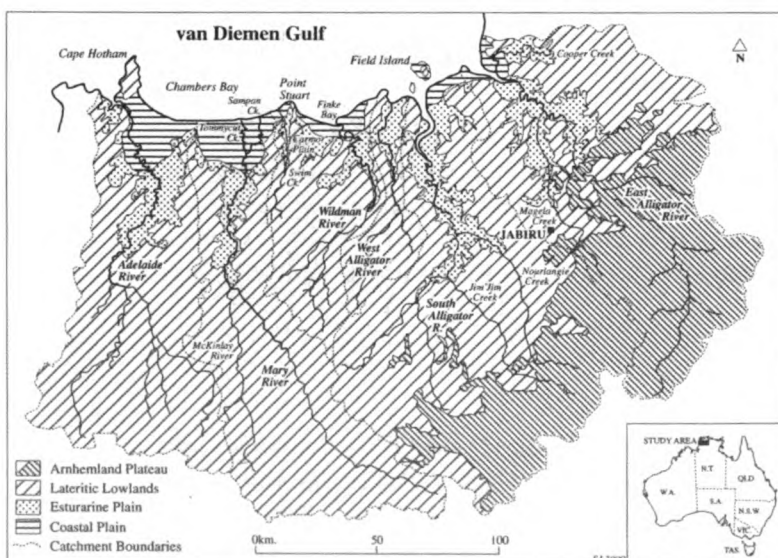 van Diemen Gulf
Cape Hotham
Chambers Bay
Point
Stuart
Field Island
Cooper Creek
N
Sampan
Ck.
Finke
Bay
Tommycut
Ck.
Plain
Swim
Ck.
Wildman
River
West
Alligator
River
Magela
Creek
JABIRU
East
Alligator
River
Nourlangie
Creek
Adelaide
River
Jim Jim
Creek
South
Alligator
R.
McKinlay
River
Mary
River
Arnhemland Plateau
Lateritic Lowlands
Esturarine Plain
Coastal Plain
Catchment Boundaries
0km. 50 100
STUDY AREA
N.T.
QLD
W.A.
S.A.
N.S.W.
VIC.
TAS.